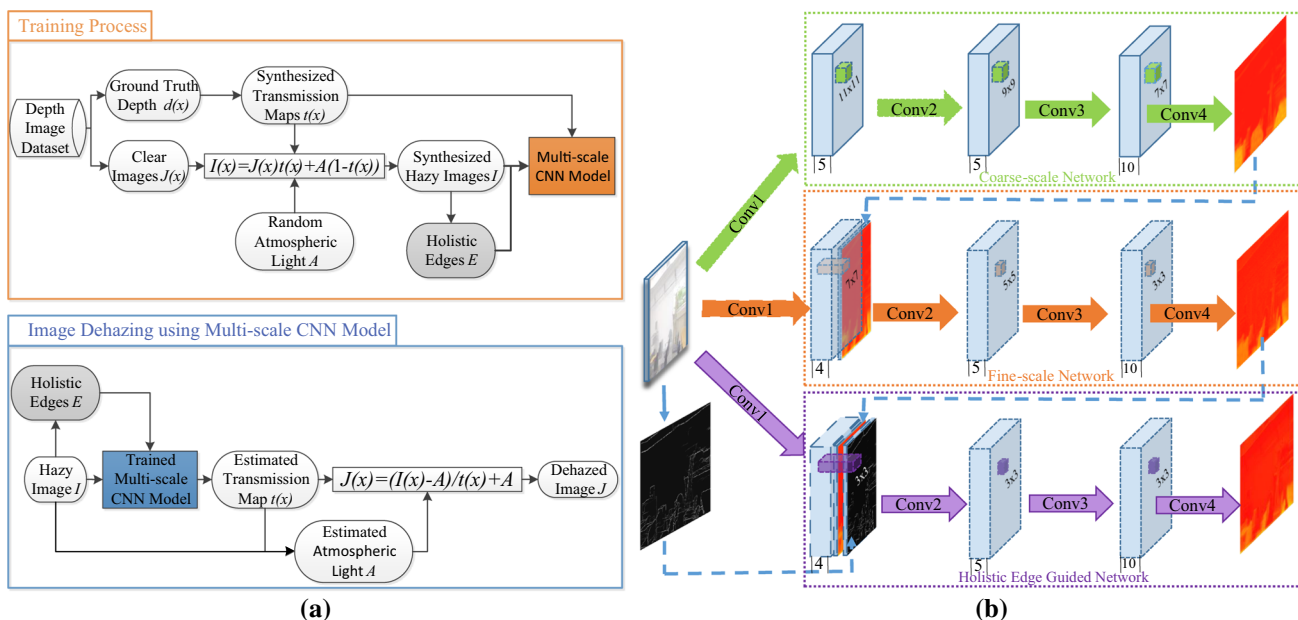 Training Process
Ground Truth
Depth d(x)
Synthesized
Transmission
Maps t(x)
Depth
Image
Dataset
Clear
Images J(x)
I(x)=J(x)t(x)+A(1-t(x))
Synthesized
Hazy Images I
Multi-scale
CNN Model
Random
Atmospheric
Light A
Holistic
Edges E
Image Dehazing using Multi-scale CNN Model
Holistic
Edges E
Hazy
Image I
Trained
Multi-scale
CNN Model
Estimated
Transmission
Map t(x)
J(x)=(I(x)-A)/t(x)+A
Dehazed
Image J
Estimated
Atmospheric
Light A
(a)
Conv1
11x11
5
Conv2
9x9
5
Conv3
7x7
10
Conv4
Coarse-scale Network
Conv1
7x7
4
Conv2
5x5
5
Conv3
3x3
10
Conv4
Fine-scale Network
Conv1
3x3
4
Conv2
3x3
5
Conv3
3x3
10
Conv4
Holistic Edge Guided Network
(b)